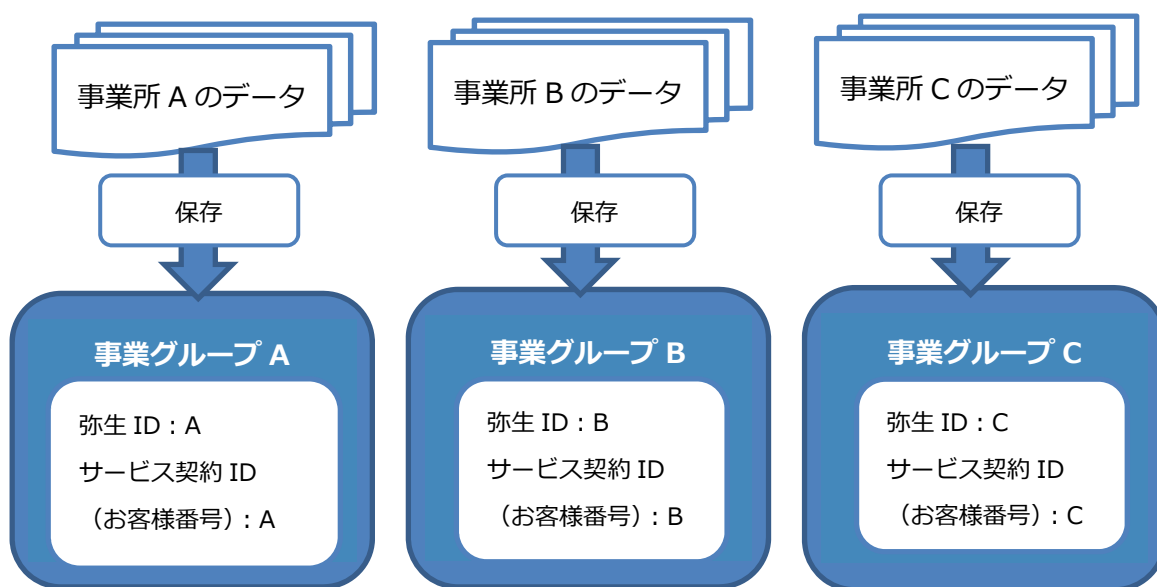 事業所 A のデータ
事業所 B のデータ
事業所 C のデータ
保存
保存
保存
事業グループ A
弥生 ID:A
サービス契約 ID
(お客様番号):A
事業グループ B
弥生 ID:B
サービス契約 ID
(お客様番号):B
事業グループ C
弥生 ID:C
サービス契約 ID
(お客様番号):C